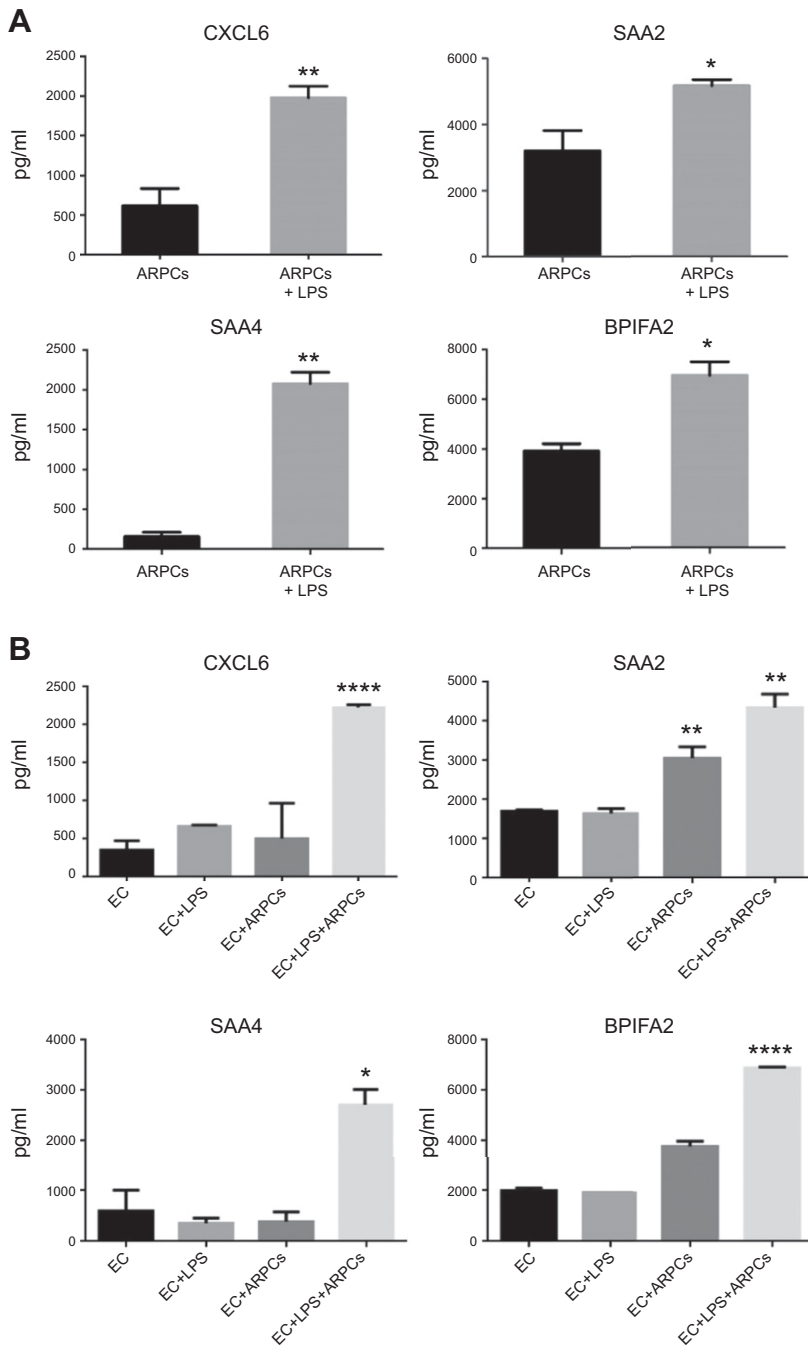 A
CXCL6
pg/ml
2500
2000
1500
1000
500
0
**
ARPCs
ARPCs
+ LPS
SAA2
pg/ml
6000
4000
2000
0
*
ARPCs
ARPCs
+ LPS
SAA4
pg/ml
2500
2000
1500
1000
500
0
**
ARPCs
ARPCs
+ LPS
BPIFA2
pg/ml
8000
6000
4000
2000
0
*
ARPCs
ARPCs
+ LPS
B
CXCL6
pg/ml
2500
2000
1500
1000
500
0
****
EC
EC+LPS
EC+ARPCs
EC+LPS+ARPCs
SAA2
pg/ml
5000
4000
3000
2000
1000
0
**
**
EC
EC+LPS
EC+ARPCs
EC+LPS+ARPCs
SAA4
pg/ml
4000
3000
2000
1000
0
*
EC
EC+LPS
EC+ARPCs
EC+LPS+ARPCs
BPIFA2
pg/ml
8000
6000
4000
2000
0
****
EC
EC+LPS
EC+ARPCs
EC+LPS+ARPCs